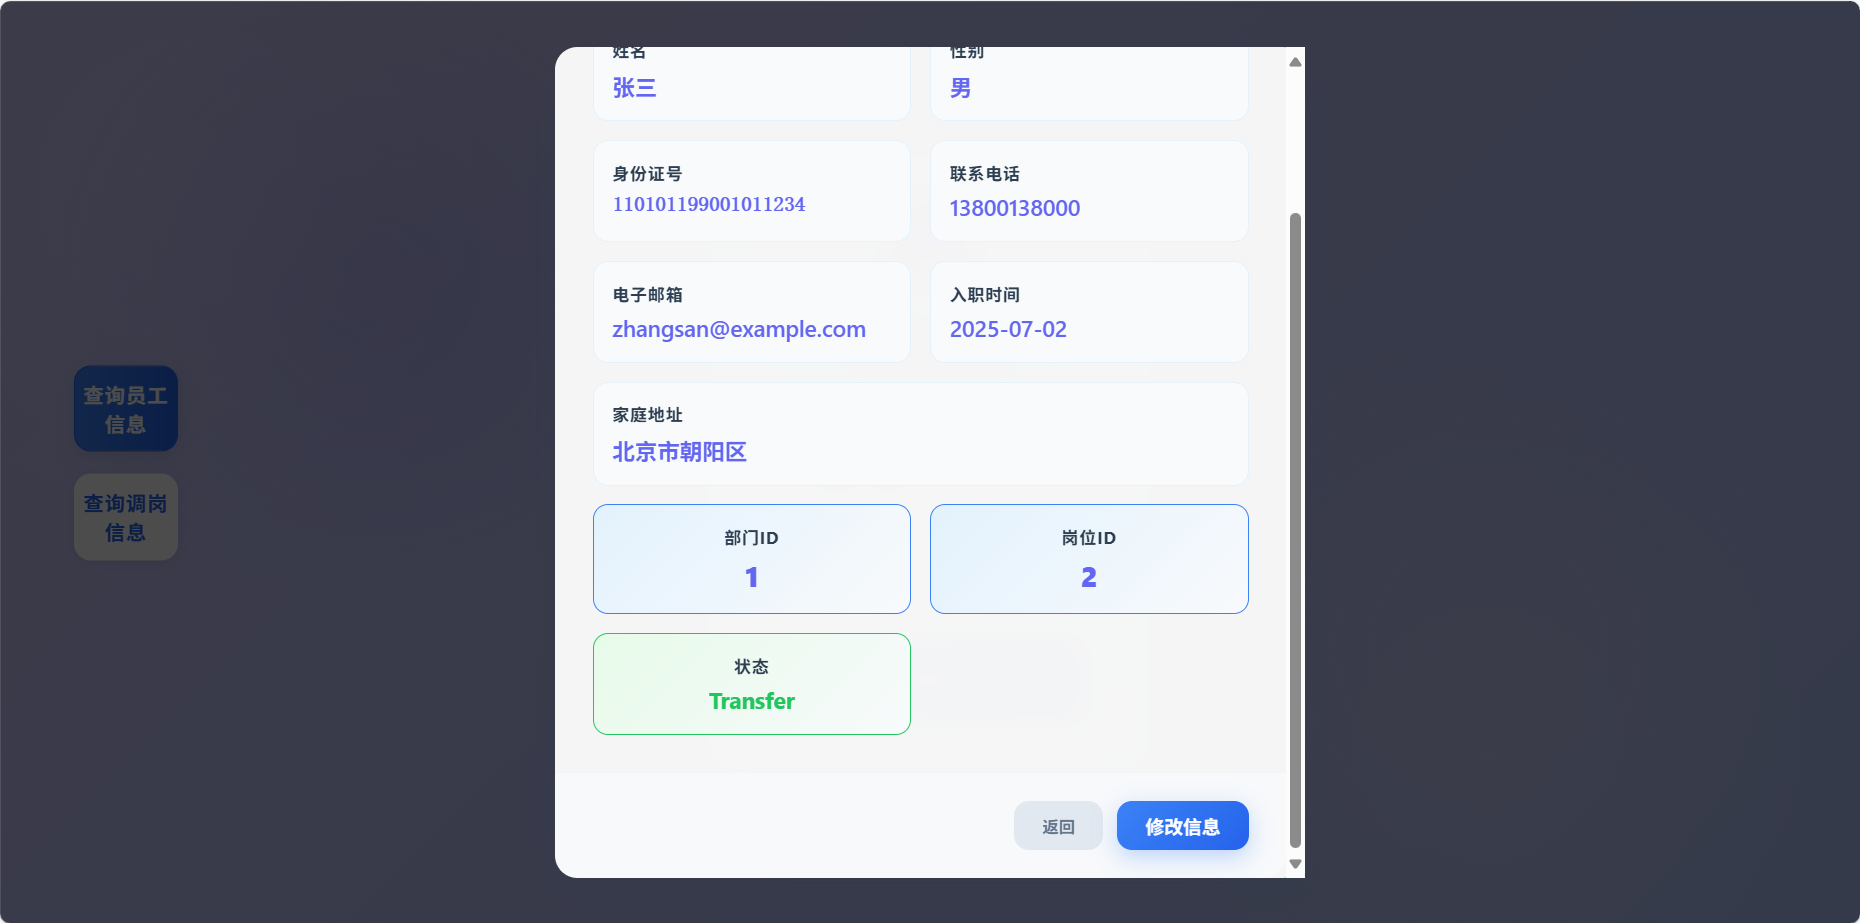 查询员工
信息
查询调岗
信息
姓名
张三
性别
男
身份证号
110101199001011234
联系电话
13800138000
电子邮箱
zhangsan@example.com
入职时间
2025-07-02
家庭地址
北京市朝阳区
部门ID
1
岗位ID
2
状态
Transfer
返回
修改信息